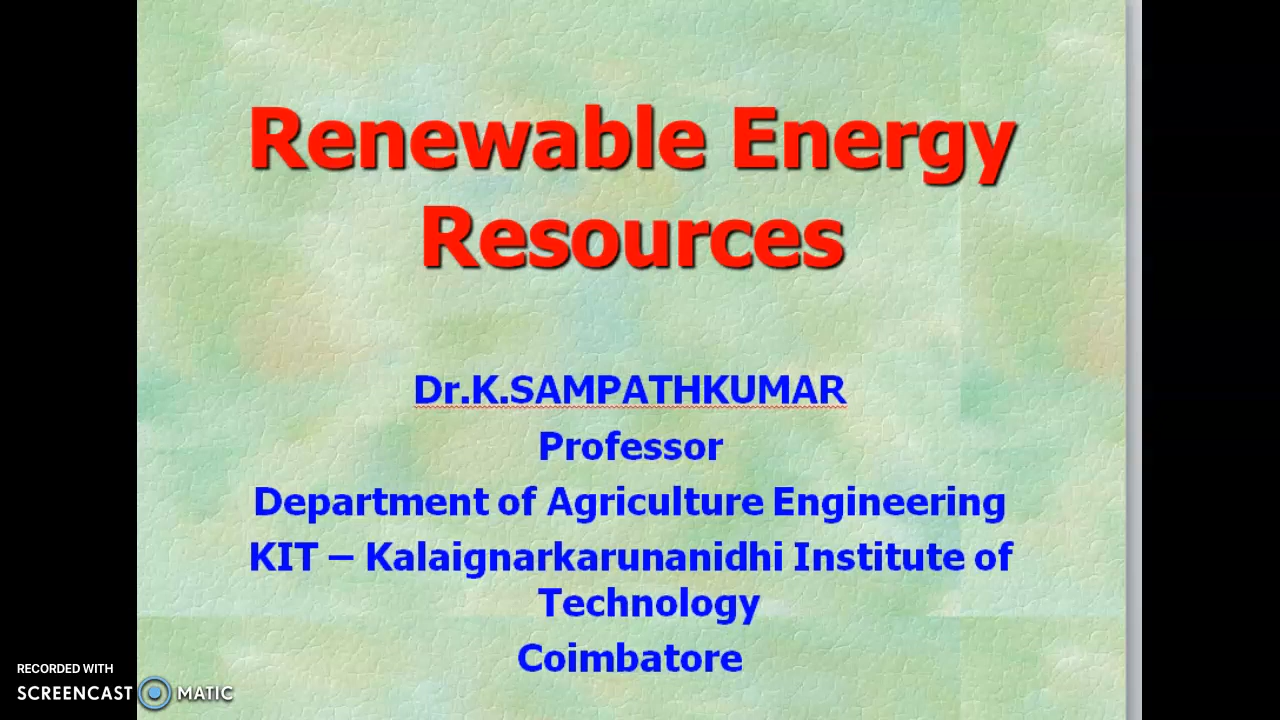 Renewable Energy
Resources
Dr.K.SAMPATHKUMAR
Professor
Department of Agriculture Engineering
KIT – Kalaignarkarunanidhi Institute of
Technology
Coimbatore
RECORDED WITH
SCREENCAST MATIC